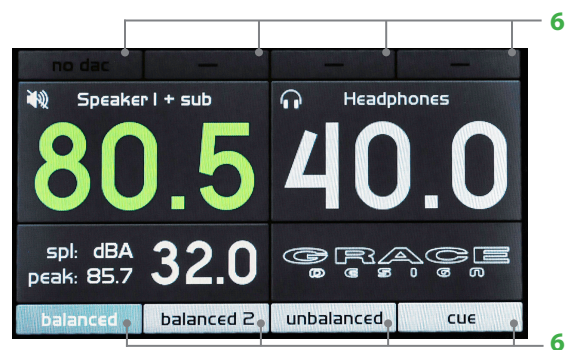 6
no dac — — —
Speaker 1 + sub Headphones
80.5 40.0
spl: dBA 32.0 GRACE
peak: 85.7 design
balanced balanced 2 unbalanced cue
6